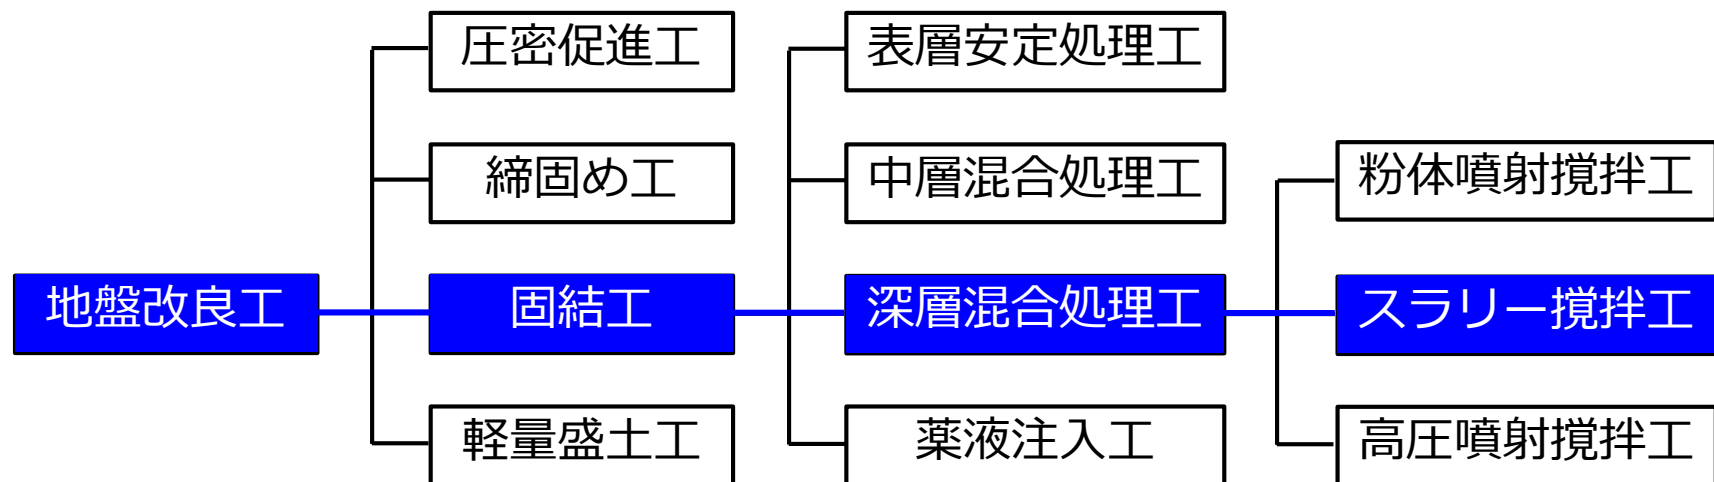 圧密促進工
表層安定処理工
締固め工
中層混合処理工
粉体噴射撹拌工
地盤改良工
固結工
深層混合処理工
スラリー撹拌工
軽量盛土工
薬液注入工
高圧噴射撹拌工